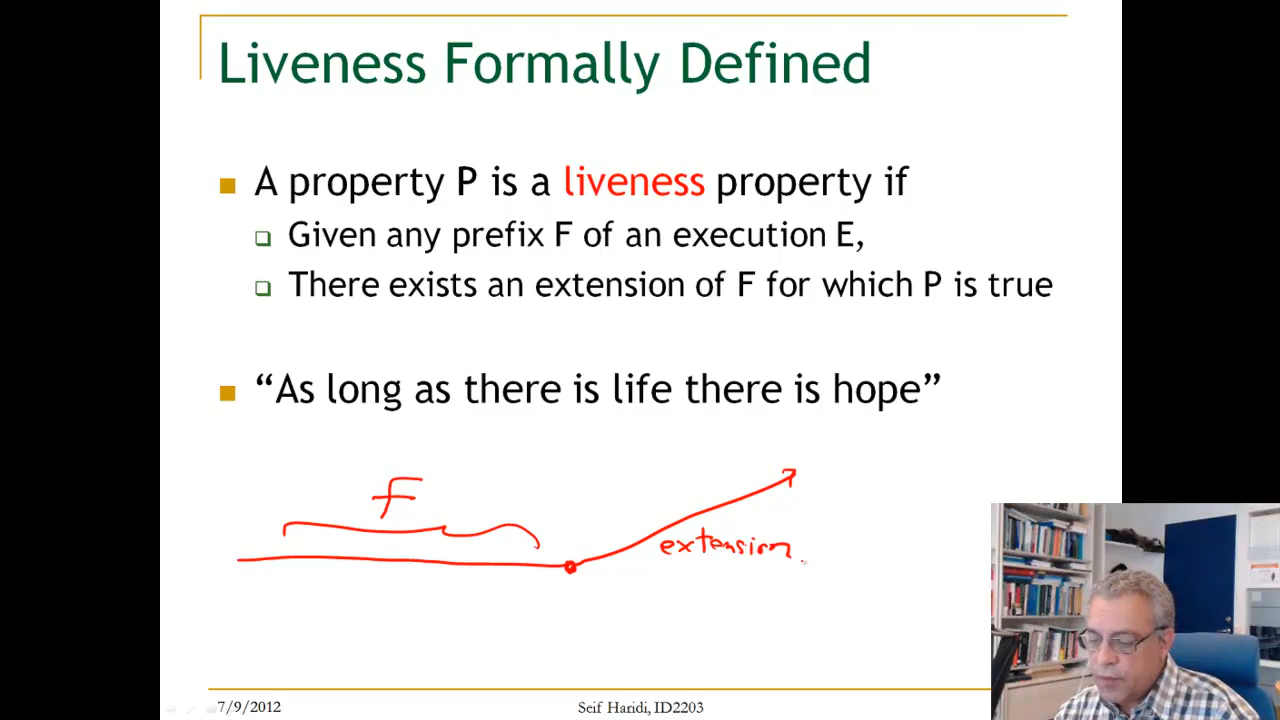 Liveness Formally Defined
A property P is a liveness property if
Given any prefix F of an execution E,
There exists an extension of F for which P is true
“As long as there is life there is hope”
F
extension
7/9/2012
Seif Haridi, ID2203